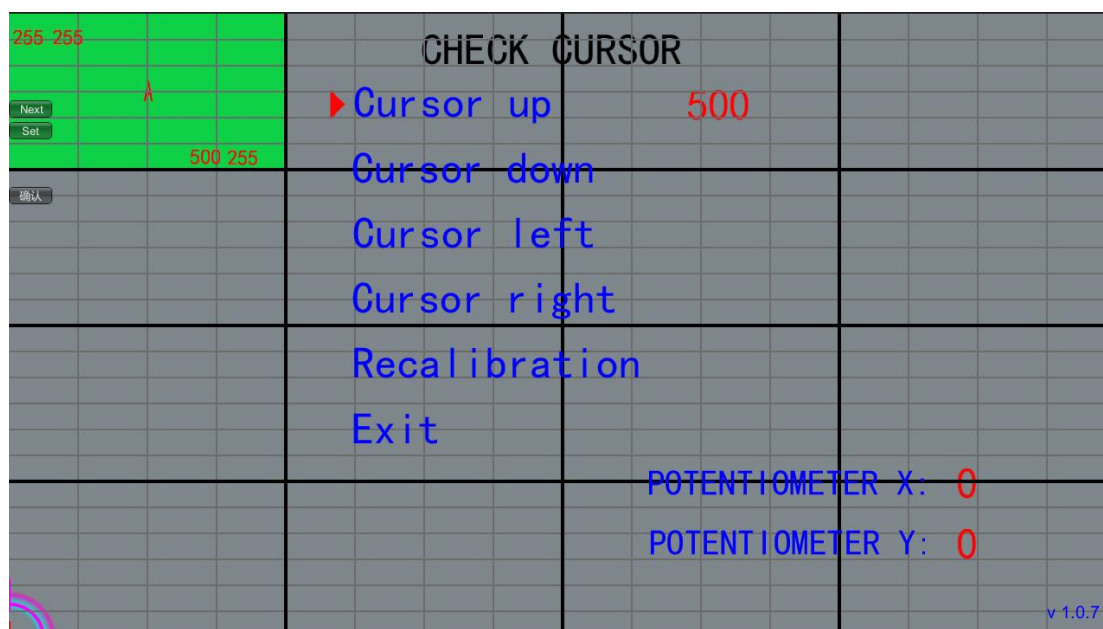 255 255
CHECK CURSOR
A
Cursor up 500
Next
Set
500 255
Cursor down
确认
Cursor left
Cursor right
Recalibration
Exit
POTENTIOMETER X: 0
POTENTIOMETER Y: 0
v 1.0.7